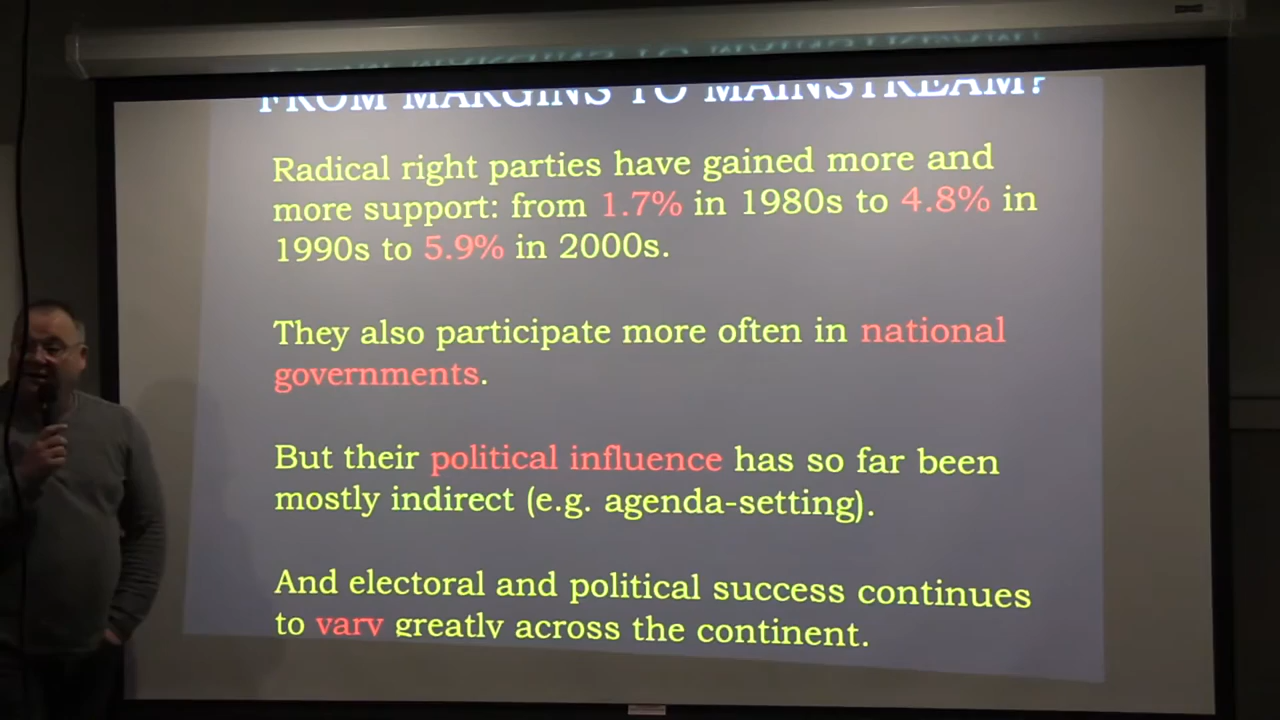 FROM MARGINS TO MAINSTREAM?
Radical right parties have gained more and
more support: from 1.7% in 1980s to 4.8% in
1990s to 5.9% in 2000s.
They also participate more often in national
governments.
But their political influence has so far been
mostly indirect (e.g. agenda-setting).
And electoral and political success continues
to vary greatly across the continent.